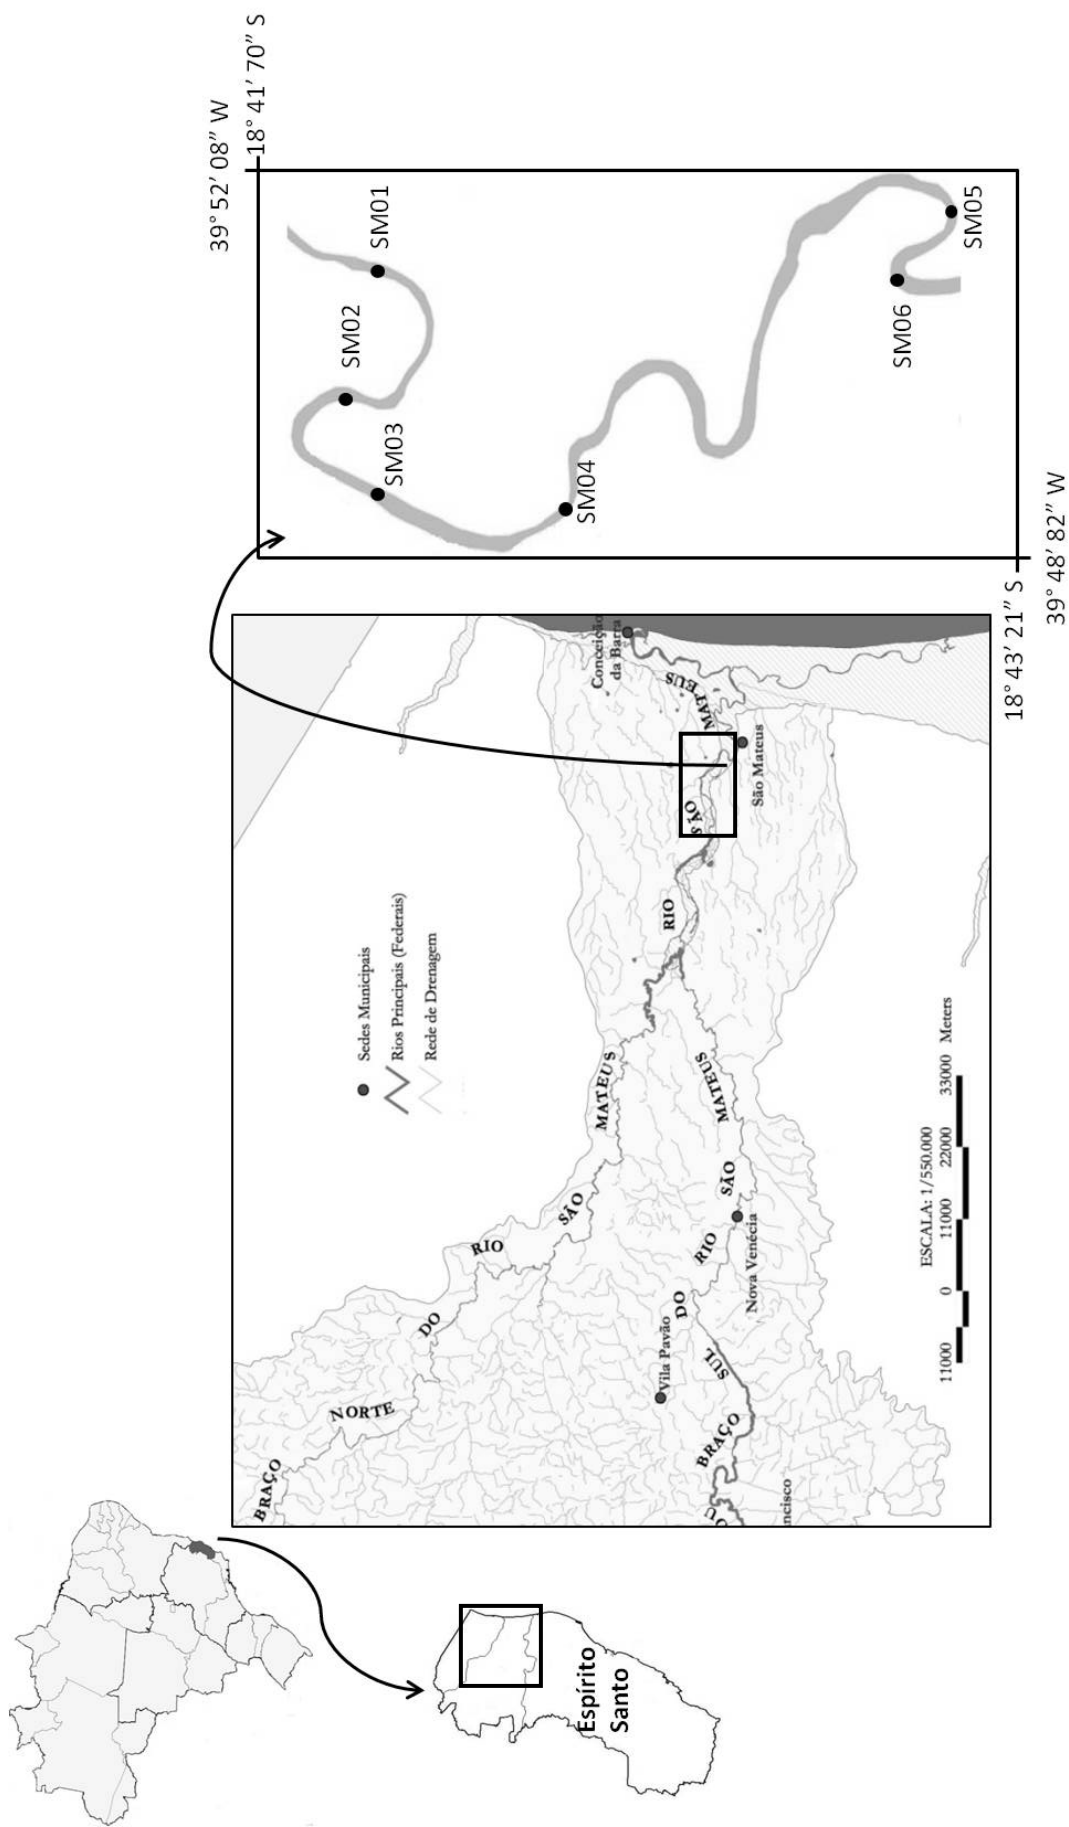 Espírito
Santo
BRAÇO
NORTE
DO
RIO
SÃO
MATEUS
BRAÇO
SUL
DO
RIO
SÃO
MATEUS
RIO
SÃO
MATEUS
Vila Pavão
Nova Venécia
ncisco
São Mateus
Conceição
da Barra
Sedes Municipais
Rios Principais (Federais)
Rede de Drenagem
ESCALA: 1/550.000
11000 0 11000 22000 33000 Meters
39° 52’ 08” W
18° 41’ 70” S
SM01
SM02
SM03
SM04
SM05
SM06
18° 43’ 21” S
39° 48’ 82” W